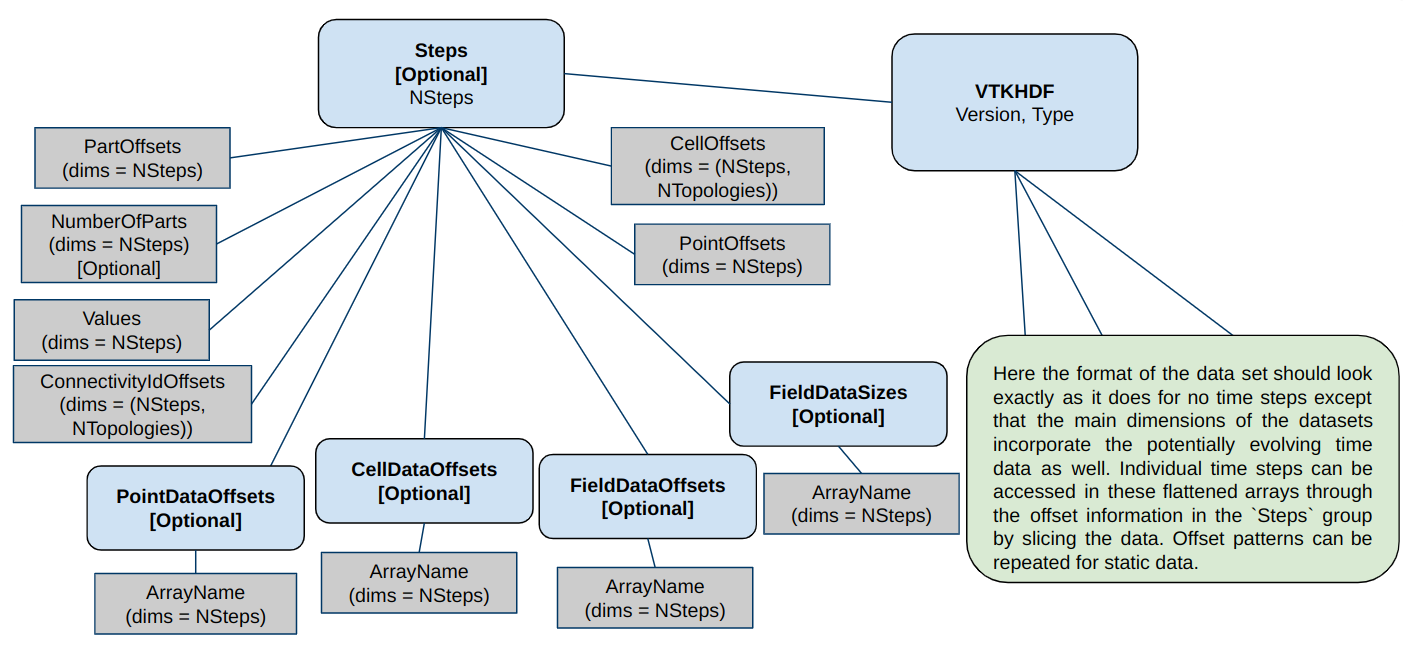 Steps
[Optional]
NSteps
VTKHDF
Version, Type
PartOffsets
(dims = NSteps)
CellOffsets
(dims = (NSteps,
NTopologies))
NumberOfParts
(dims = NSteps)
[Optional]
PointOffsets
(dims = NSteps)
Values
(dims = NSteps)
ConnectivityIdOffsets
(dims = (NSteps,
NTopologies))
FieldDataSizes
[Optional]
Here the format of the data set should look
exactly as it does for no time steps except
that the main dimensions of the datasets
incorporate the potentially evolving time
data as well. Individual time steps can be
accessed in these flattened arrays through
the offset information in the `Steps` group
by slicing the data. Offset patterns can be
repeated for static data.
PointDataOffsets
[Optional]
CellDataOffsets
[Optional]
FieldDataOffsets
[Optional]
ArrayName
(dims = NSteps)
ArrayName
(dims = NSteps)
ArrayName
(dims = NSteps)
ArrayName
(dims = NSteps)